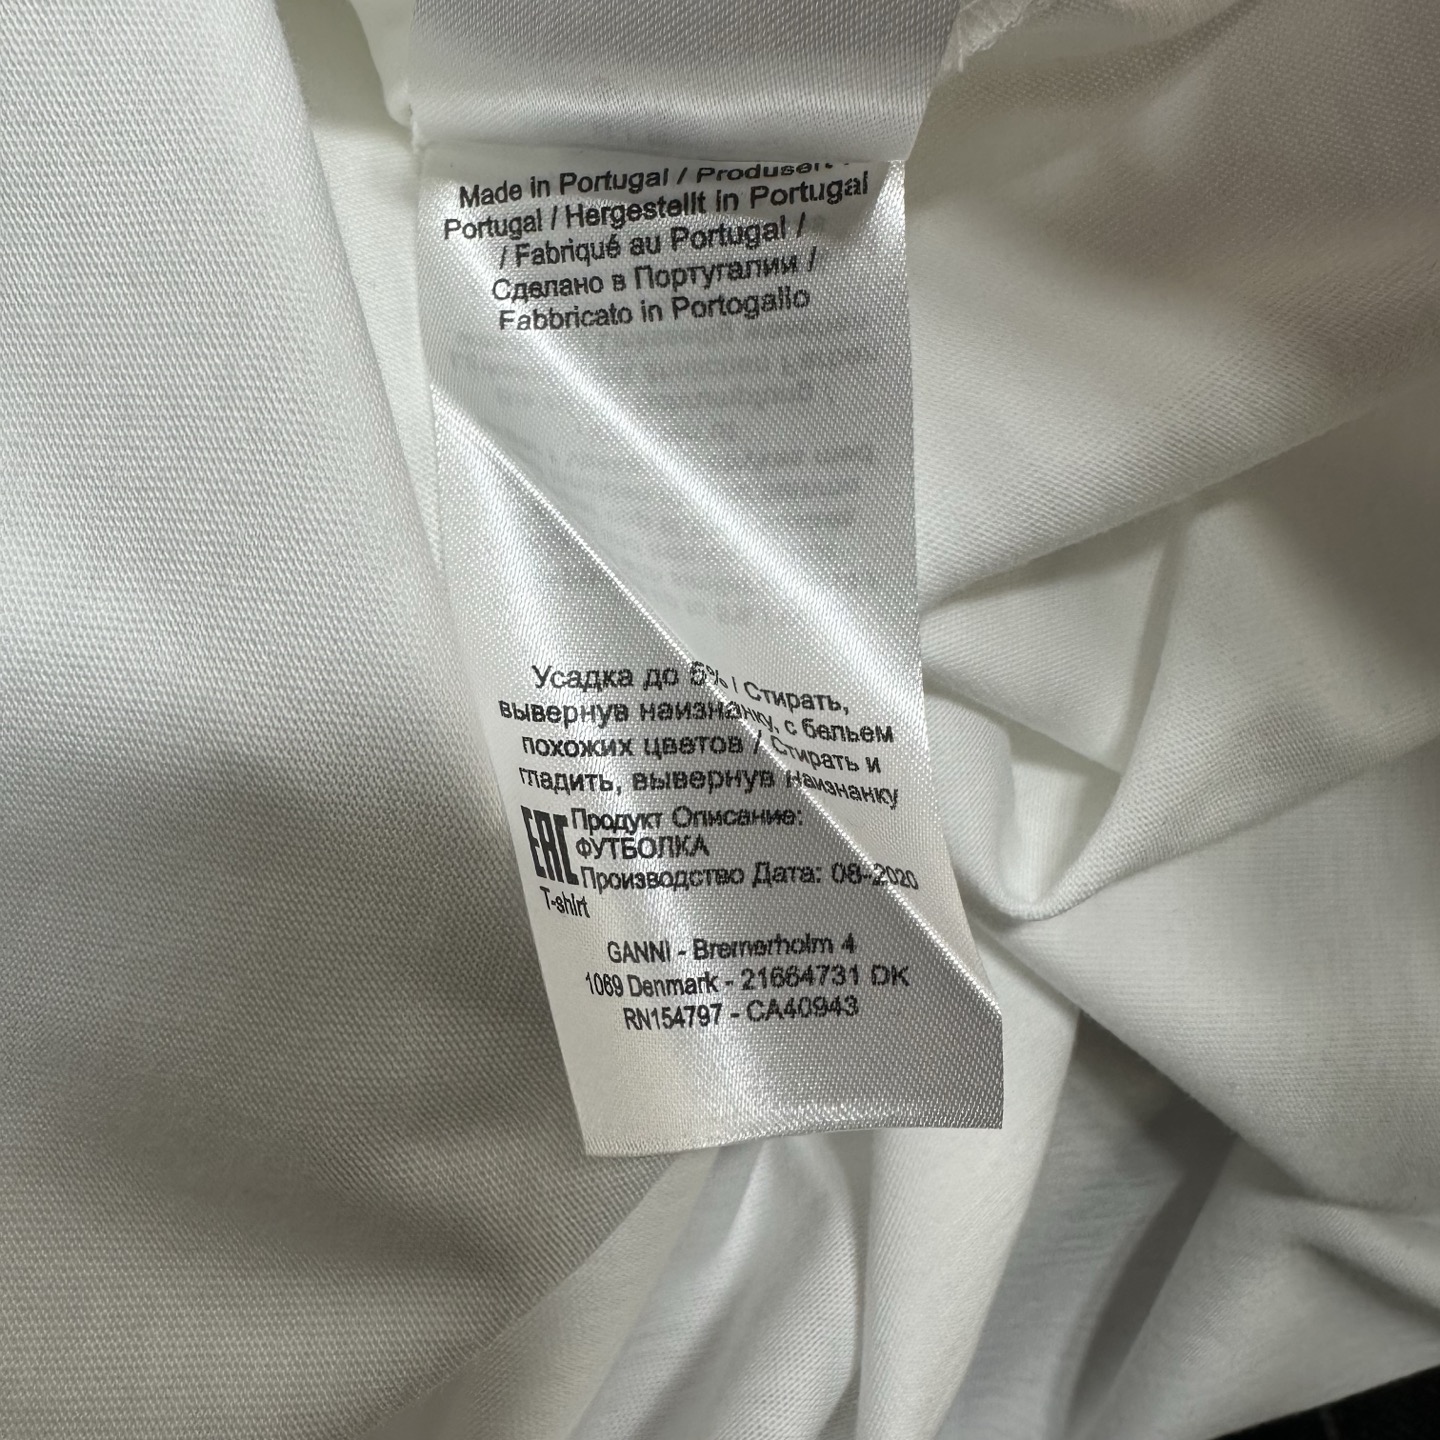 Made in Portugal / Produsert i
Portugal / Hergestellt in Portugal
/ Fabriqué au Portugal /
Сделано в Португалии /
Fabbricato in Portogallo
Усадка до 5% / Стирать,
вывернув наизнанку, с бельем
похожих цветов / Стирать и
гладить, вывернув наизнанку
EAC Продукт Описание:
ФУТБОЛКА
Производство Дата: 08-2020
T-shirt
GANNI - Bremerholm 4
1069 Denmark - 21664731 DK
RN154797 - CA40943